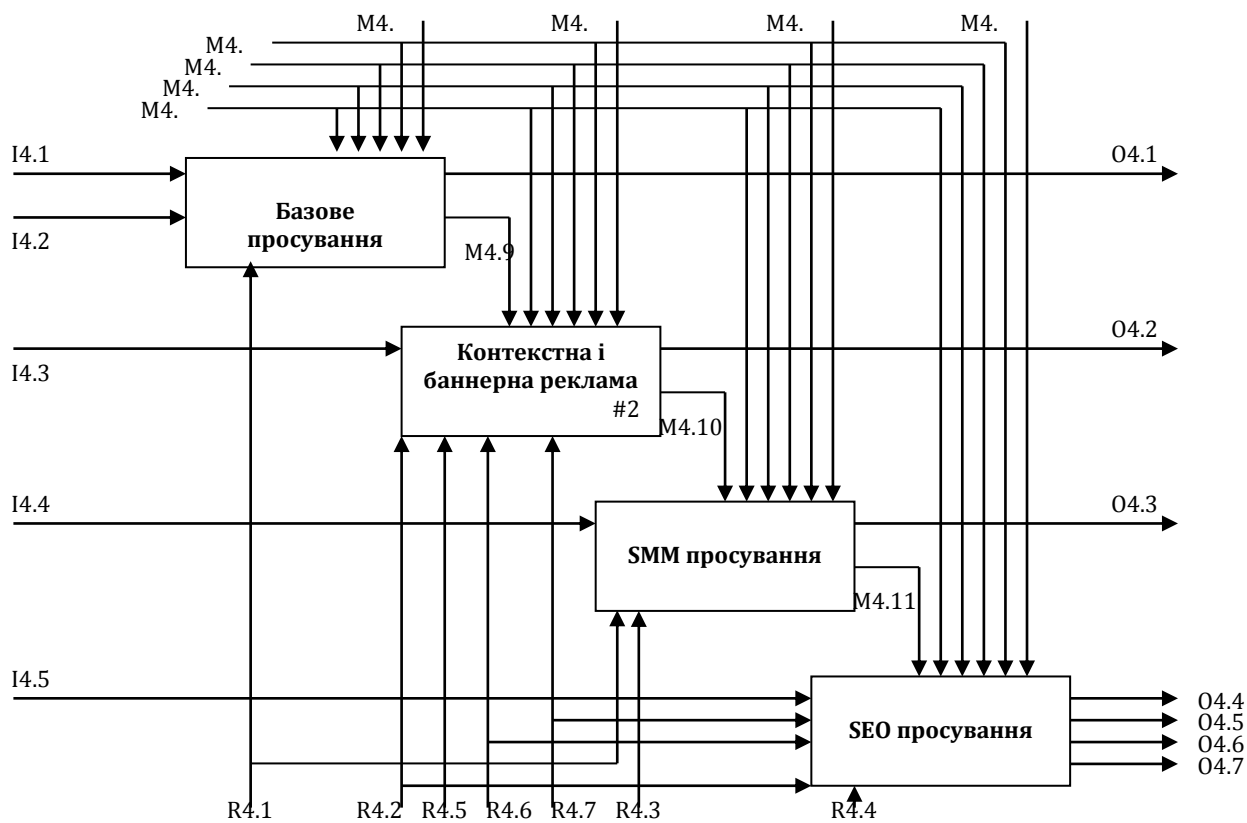 M4.
M4.
M4.
M4.
M4.
M4.
M4.
M4.
I4.1
O4.1
Базове
просування
I4.2
M4.9
O4.2
Контекстна і
баннерна реклама
#2
I4.3
M4.10
I4.4
O4.3
SMM просування
M4.11
I4.5
O4.4
O4.5
SEO просування
O4.6
O4.7
R4.1
R4.2
R4.5
R4.6
R4.7
R4.3
R4.4